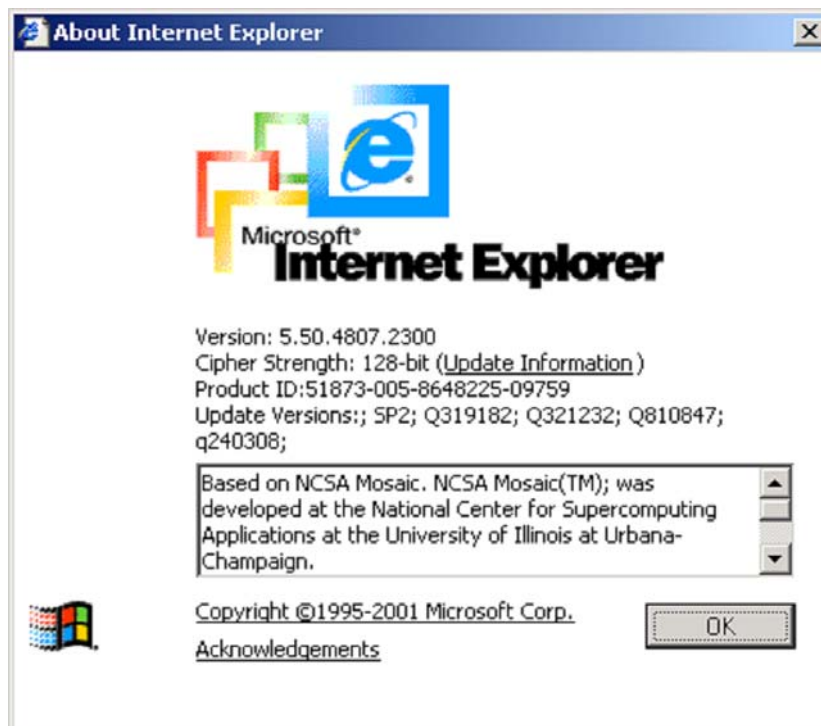 About Internet Explorer
Microsoft®
Internet Explorer
Version: 5.50.4807.2300
Cipher Strength: 128-bit (Update Information )
Product ID:51873-005-8648225-09759
Update Versions:; SP2; Q319182; Q321232; Q810847;
q240308;
Based on NCSA Mosaic. NCSA Mosaic(TM); was
developed at the National Center for Supercomputing
Applications at the University of Illinois at Urbana-
Champaign.
Copyright ©1995-2001 Microsoft Corp.
OK
Acknowledgements